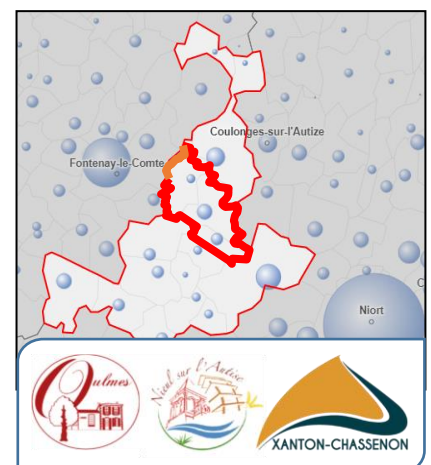 Coulonges-sur-l'Autize
Fontenay-le-Comte
Niort
Oulmes
Nieul sur l'Autise
XANTON-CHASSENON